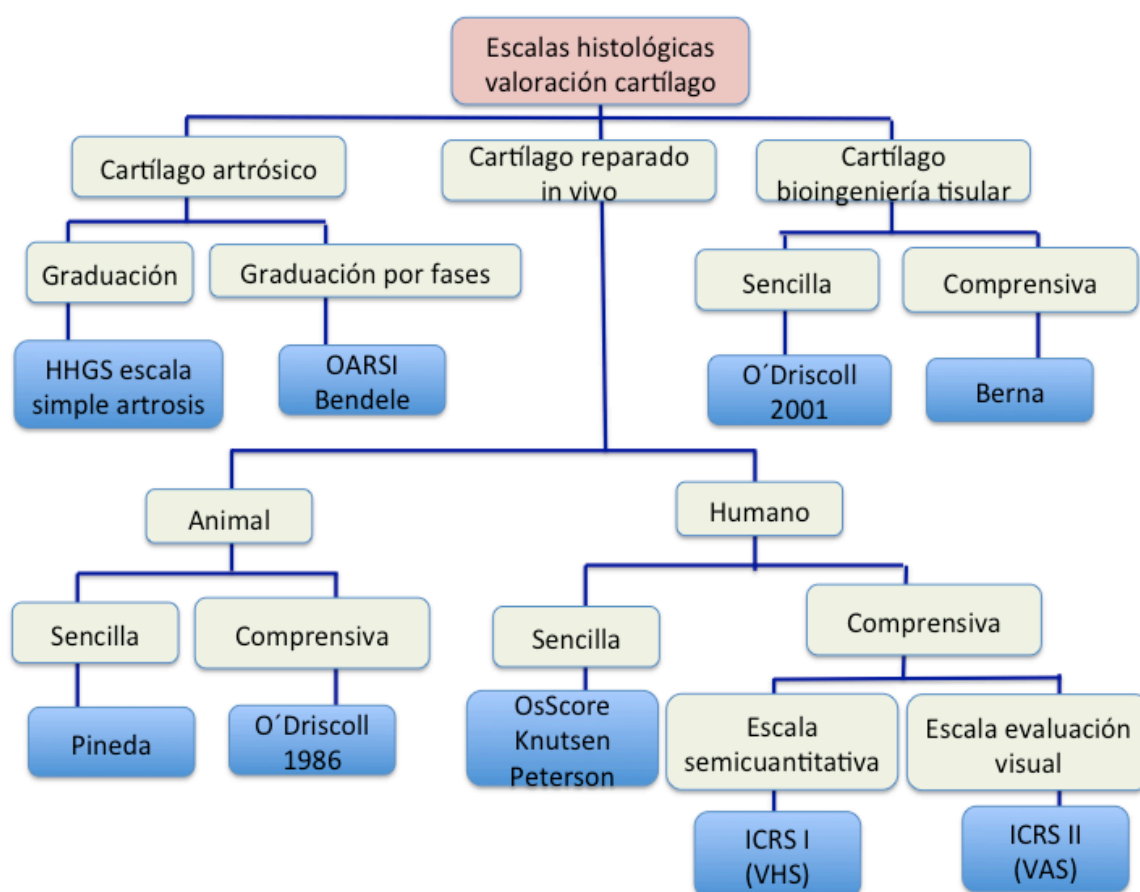 Escalas histológicas
valoración cartílago
Cartílago artrósico
Cartílago reparado
in vivo
Cartílago
bioingeniería tisular
Graduación
Graduación por fases
Sencilla
Comprensiva
HHGS escala
simple artrosis
OARSI
Bendele
O´Driscoll
2001
Berna
Animal
Humano
Sencilla
Comprensiva
Sencilla
Comprensiva
Pineda
O´Driscoll
1986
OsScore
Knutsen
Peterson
Escala
semicuantitativa
Escala evaluación
visual
ICRS I
(VHS)
ICRS II
(VAS)